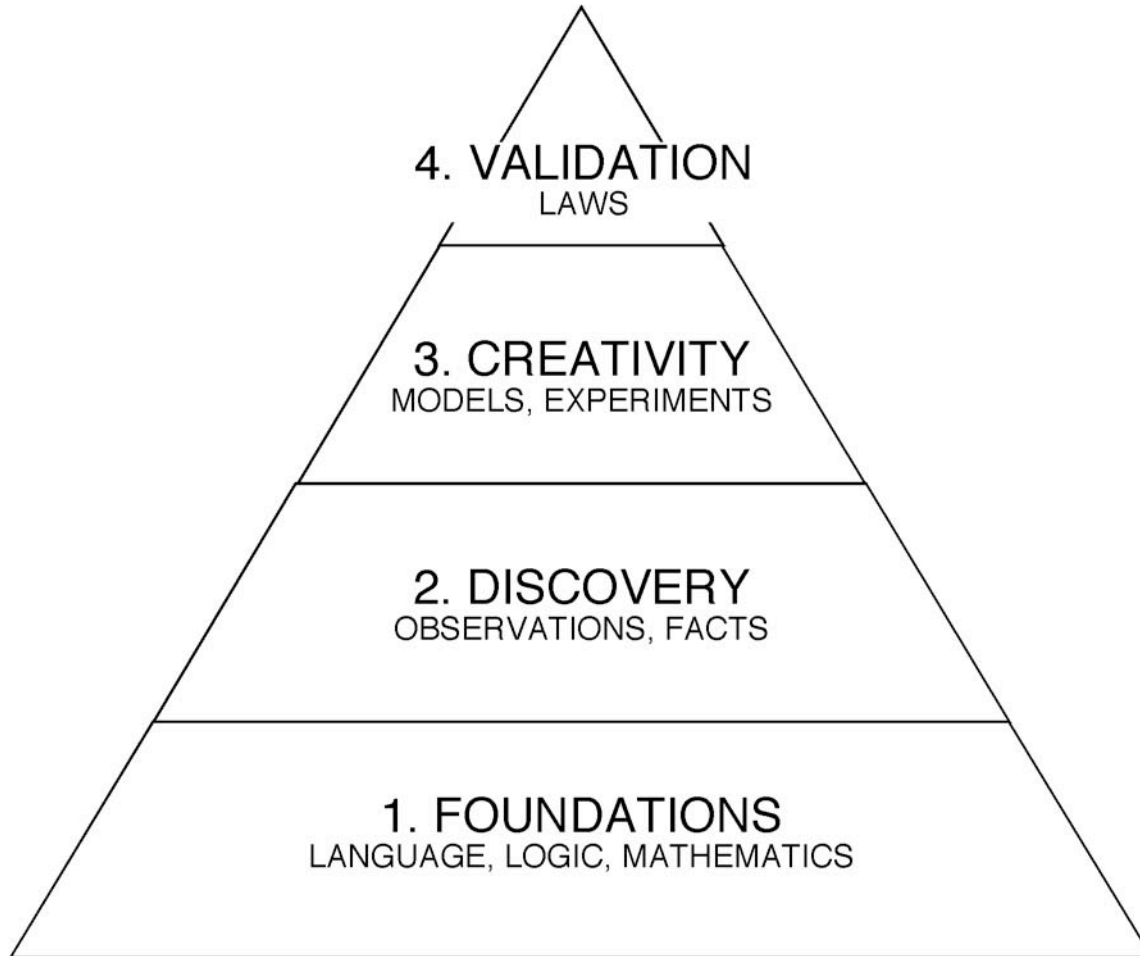 4. VALIDATION
LAWS
3. CREATIVITY
MODELS, EXPERIMENTS
2. DISCOVERY
OBSERVATIONS, FACTS
1. FOUNDATIONS
LANGUAGE, LOGIC, MATHEMATICS